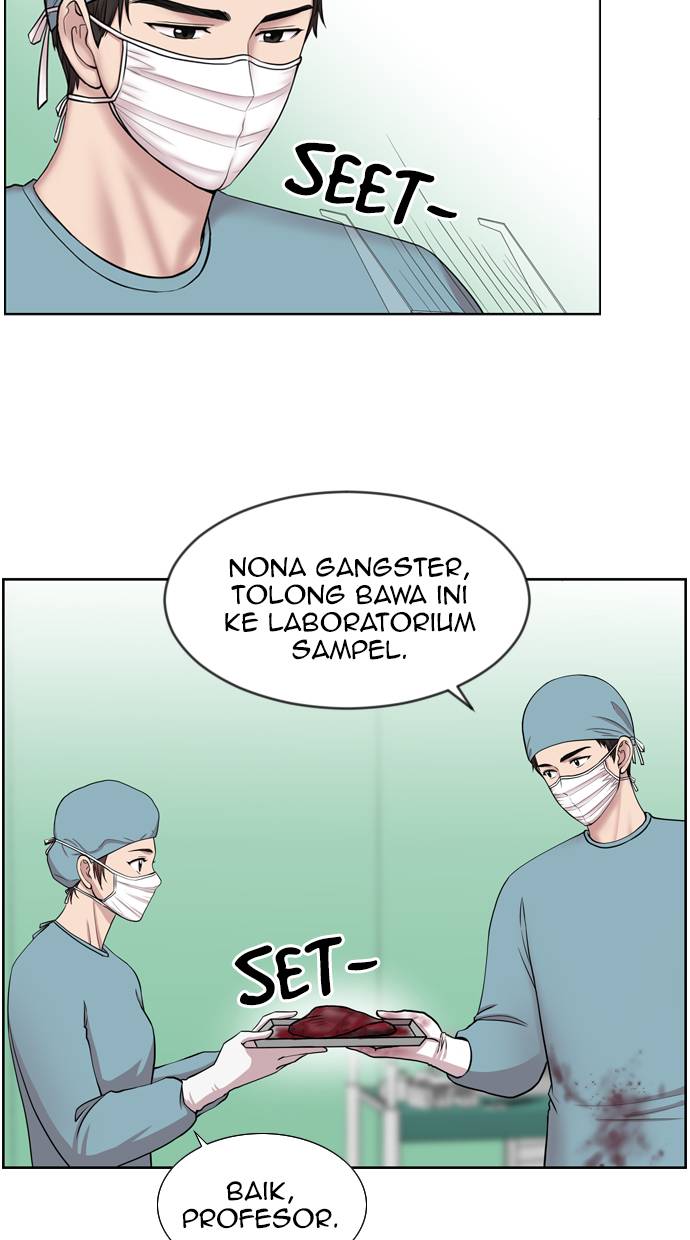 SEET-
NONA GANGSTER,
TOLONG BAWA INI
KE LABORATORIUM
SAMPEL.
SET-
BAIK,
PROFESOR.